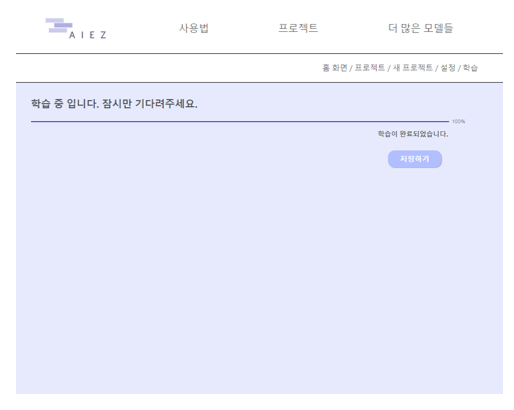 AIEZ
사용법 프로젝트 더 많은 모델들
홈 화면 / 프로젝트 / 새 프로젝트 / 설정 / 학습
학습 중 입니다. 잠시만 기다려주세요.
100%
학습이 완료되었습니다.
저장하기